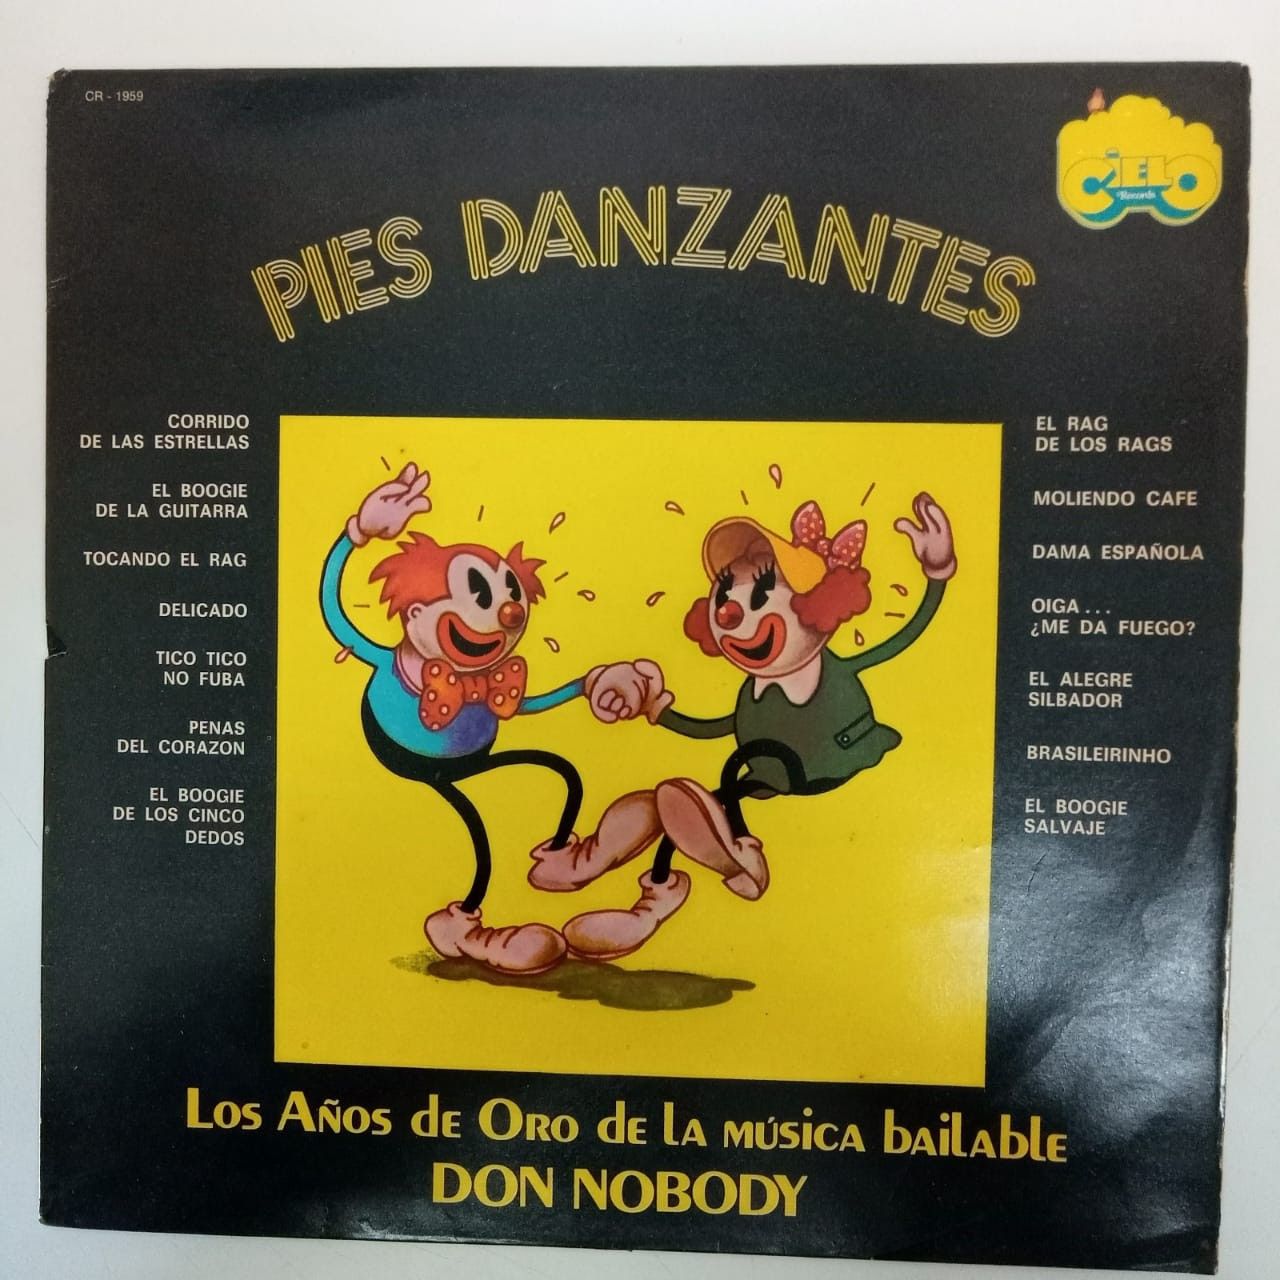 CR - 1959
CIELO
Records
PIES DANZANTES
CORRIDO
DE LAS ESTRELLAS
EL BOOGIE
DE LA GUITARRA
TOCANDO EL RAG
DELICADO
TICO TICO
NO FUBA
PENAS
DEL CORAZON
EL BOOGIE
DE LOS CINCO
DEDOS
EL RAG
DE LOS RAGS
MOLIENDO CAFE
DAMA ESPAÑOLA
OIGA...
¿ME DA FUEGO?
EL ALEGRE
SILBADOR
BRASILEIRINHO
EL BOOGIE
SALVAJE
Los Años de Oro de la música bailable
DON NOBODY